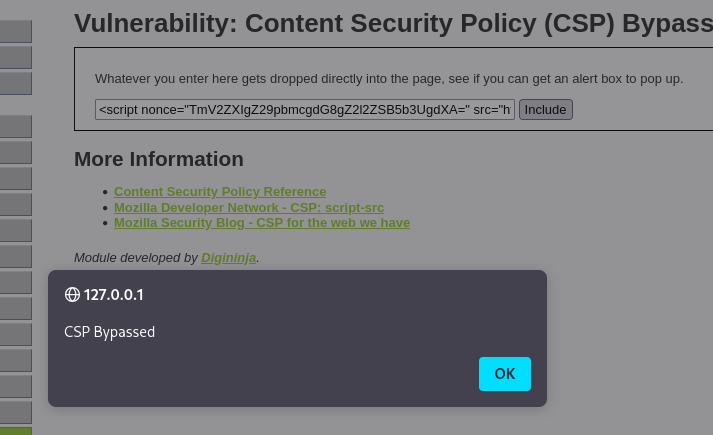 Vulnerability: Content Security Policy (CSP) Bypass
Whatever you enter here gets dropped directly into the page, see if you can get an alert box to pop up.
<script nonce="TmV2ZXIgZ29pbmcgdG8gZ2l2ZSB5b3UgdXA=" src="h Include
More Information
Content Security Policy Reference
Mozilla Developer Network - CSP: script-src
Mozilla Security Blog - CSP for the web we have
Module developed by Digininja.
127.0.0.1
CSP Bypassed
OK